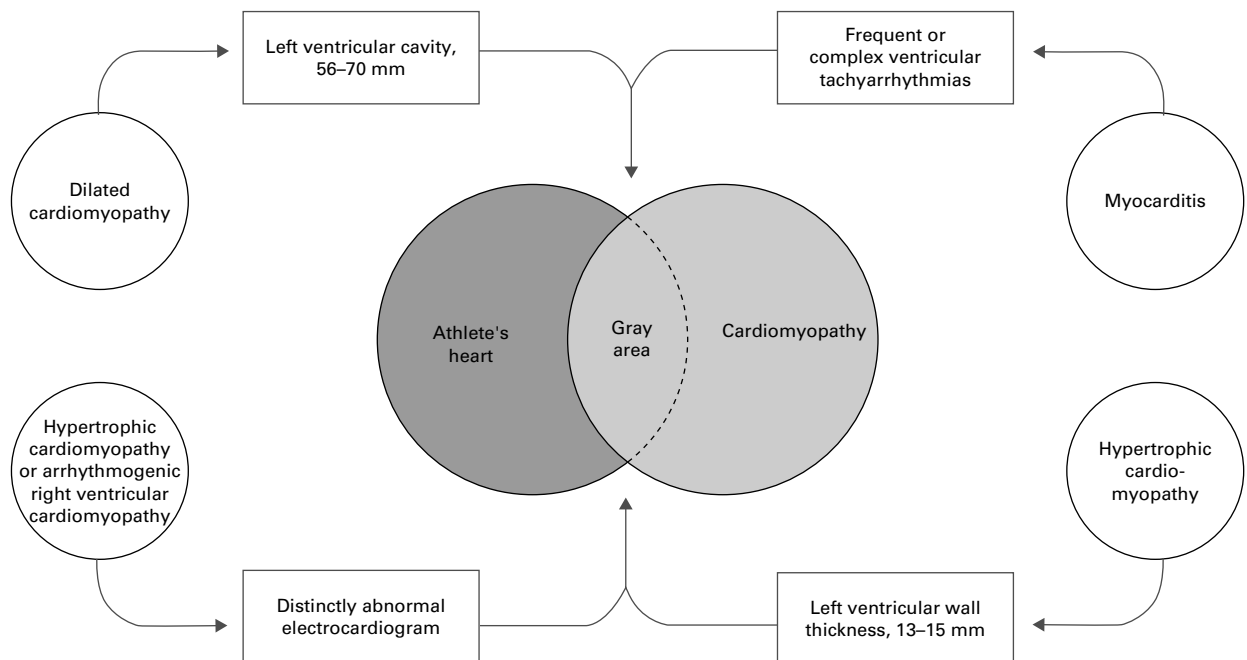 Left ventricular cavity,
56–70 mm
Frequent or
complex ventricular
tachyarrhythmias
Dilated
cardiomyopathy
Myocarditis
Athlete's
heart
Gray
area
Cardiomyopathy
Hypertrophic
cardiomyopathy
or arrhythmogenic
right ventricular
cardiomyopathy
Hypertrophic
cardio-
myopathy
Distinctly abnormal
electrocardiogram
Left ventricular wall
thickness, 13–15 mm